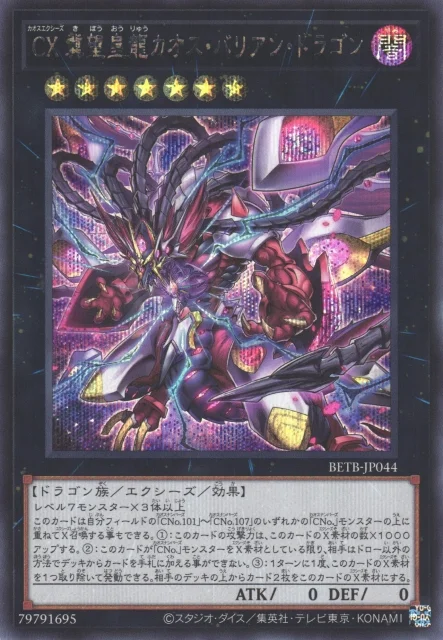 カオスエクシーズ き ぼう おう りゅう
CX 冀望皇龍カオス・バリアン・ドラゴン
闇
BETB-JP044
【ドラゴン族/エクシーズ/効果】
レベル7モンスター×3体以上
このカードは自分フィールドの「CNo.101」~「CNo.107」のいずれかの「CNo.」モンスターの上に
重ねてX召喚する事もできる。①:このカードの攻撃力は、このカードのX素材の数×1000
アップする。②:このカードが「CNo.」モンスターをX素材としている限り、相手はドロー以外の
方法でデッキからカードを手札に加える事ができない。③:1ターンに1度、このカードのX素材
を1つ取り除いて発動できる。相手のデッキの上からカード2枚をこのカードのX素材とする。
ATK/ 0 DEF/ 0
79791695 ©スタジオ・ダイス/集英社・テレビ東京・KONAMI